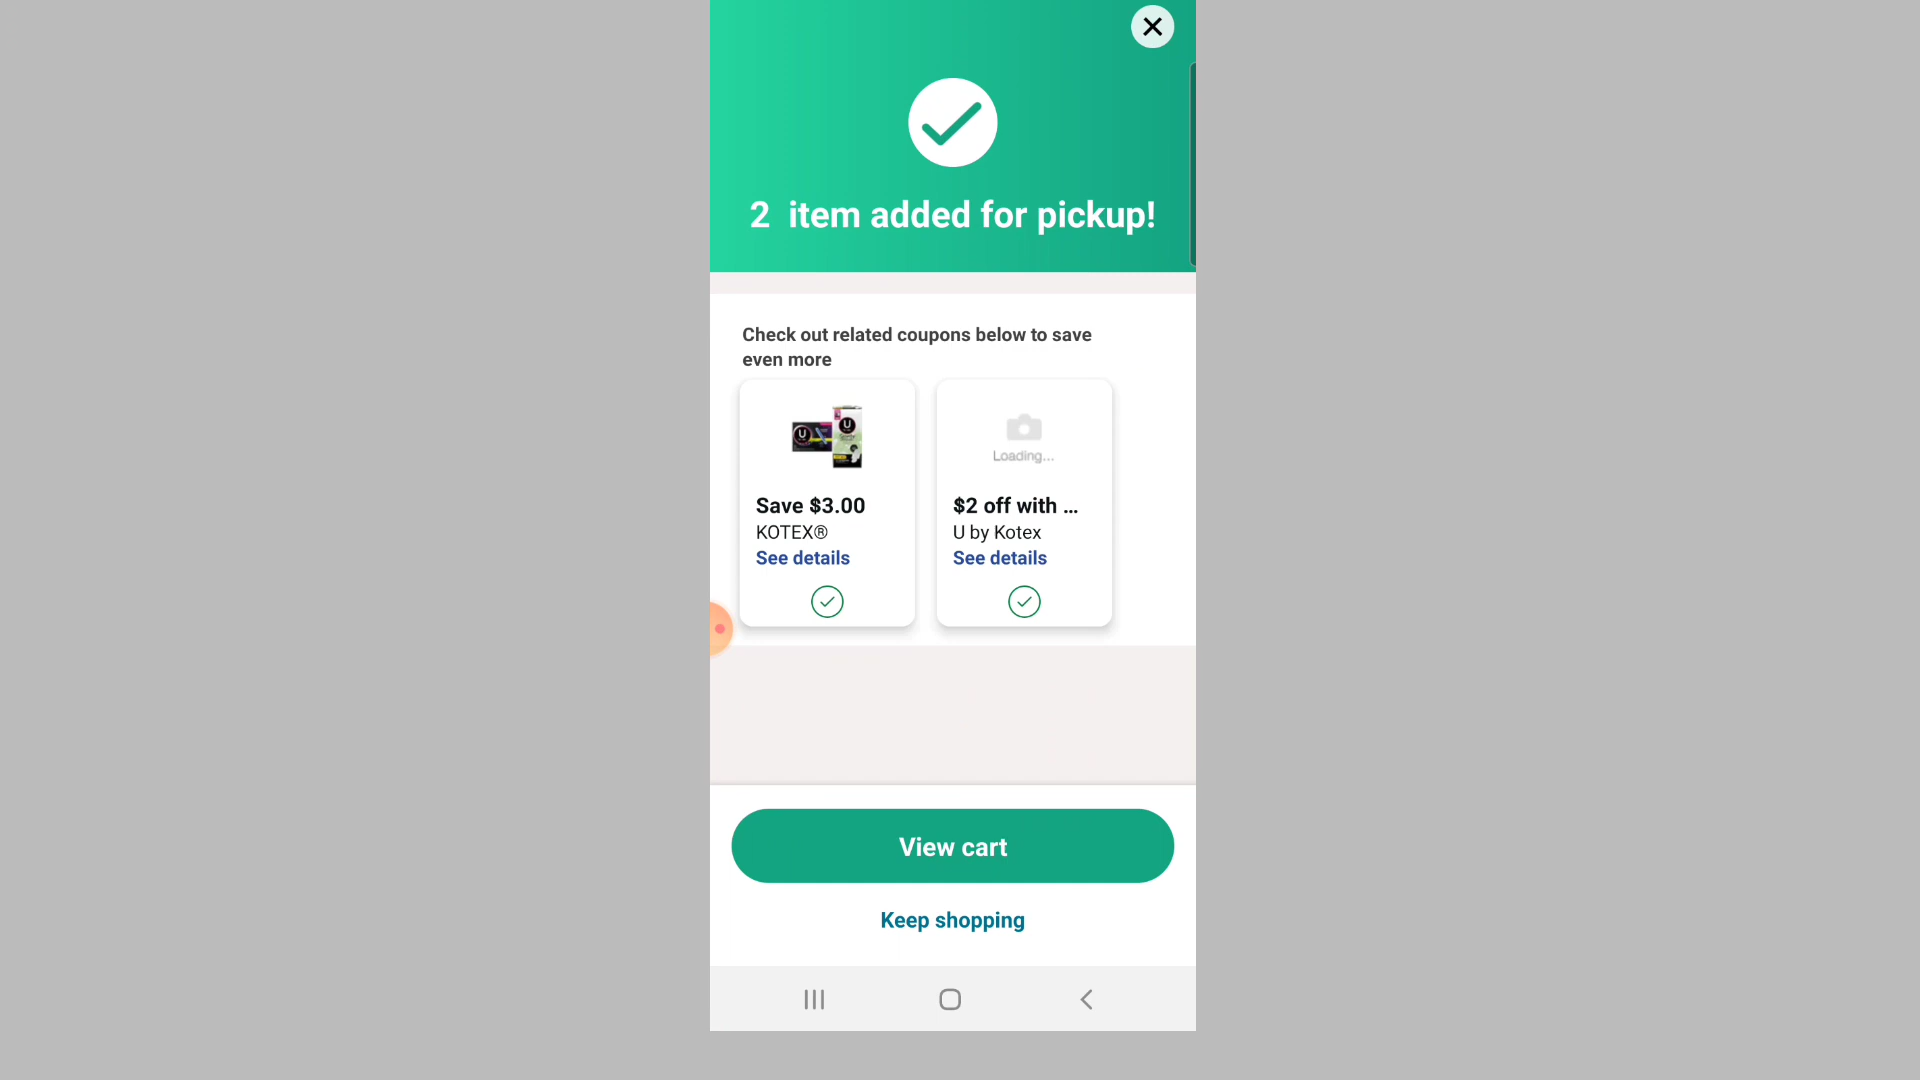 2 item added for pickup!
Check out related coupons below to save
even more
Loading...
Save $3.00
KOTEX®
See details
$2 off with ...
U by Kotex
See details
View cart
Keep shopping